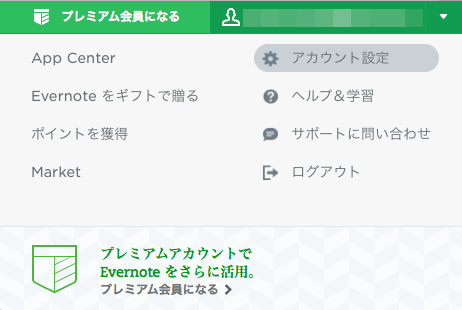 プレミアム会員になる
App Center
アカウント設定
Evernote をギフトで贈る
ヘルプ＆学習
ポイントを獲得
サポートに問い合わせ
Market
ログアウト
プレミアムアカウントで
Evernote をさらに活用。
プレミアム会員になる